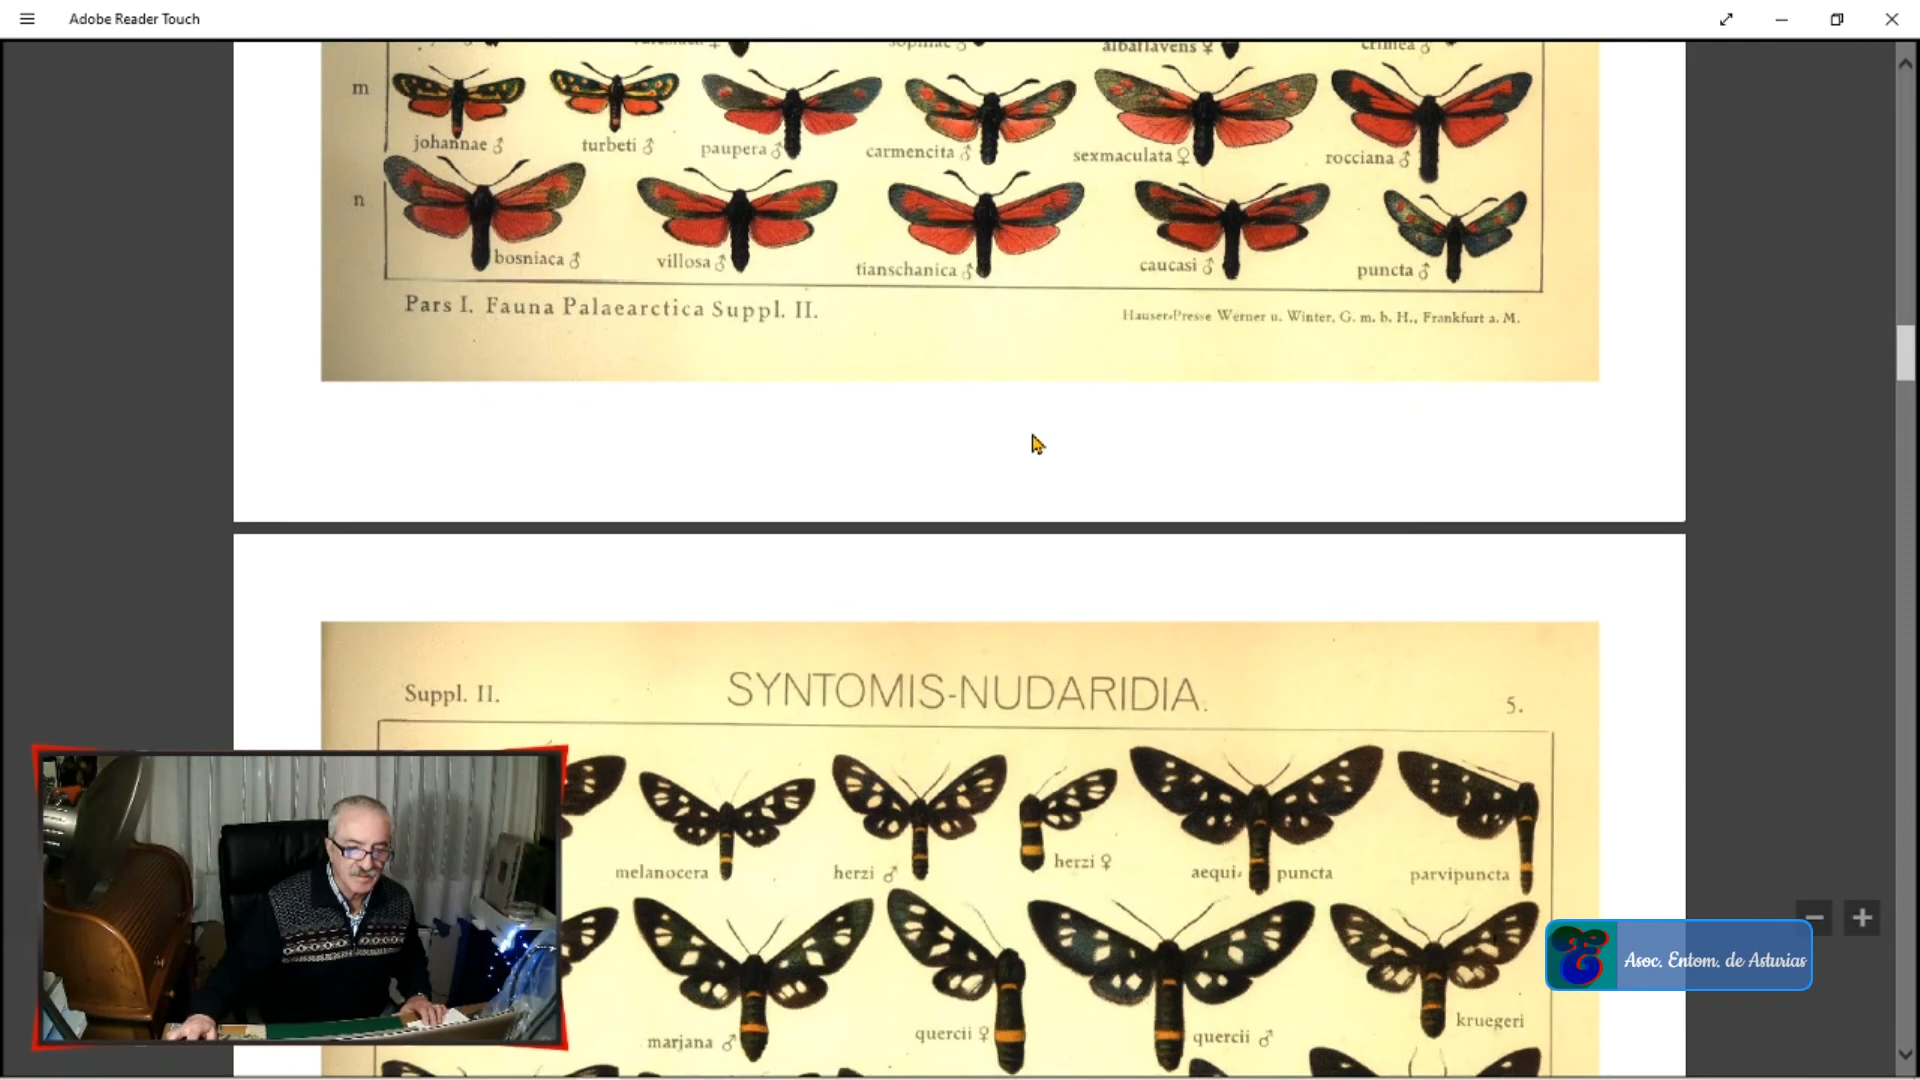 Adobe Reader Touch
albaflavens ♀
crimea ♂
m
johannae ♂ turbeti ♂ paupera ♂ carmencita ♂ sexmaculata ♀ rocciana ♂
n
bosniaca ♂ villosa ♂ tianschanica ♂ caucasi ♂ puncta ♂
Pars I. Fauna Palaearctica Suppl. II.
Hauser-Presse Werner u. Winter, G. m. b. H., Frankfurt a. M.
Suppl. II. SYNTOMIS-NUDARIDIA. 5.
melanocera herzi ♂ herzi ♀ aequi- puncta parvipuncta
marjana ♂ quercii ♀ quercii ♂ kruegeri
Asoc. Entom. de Asturias